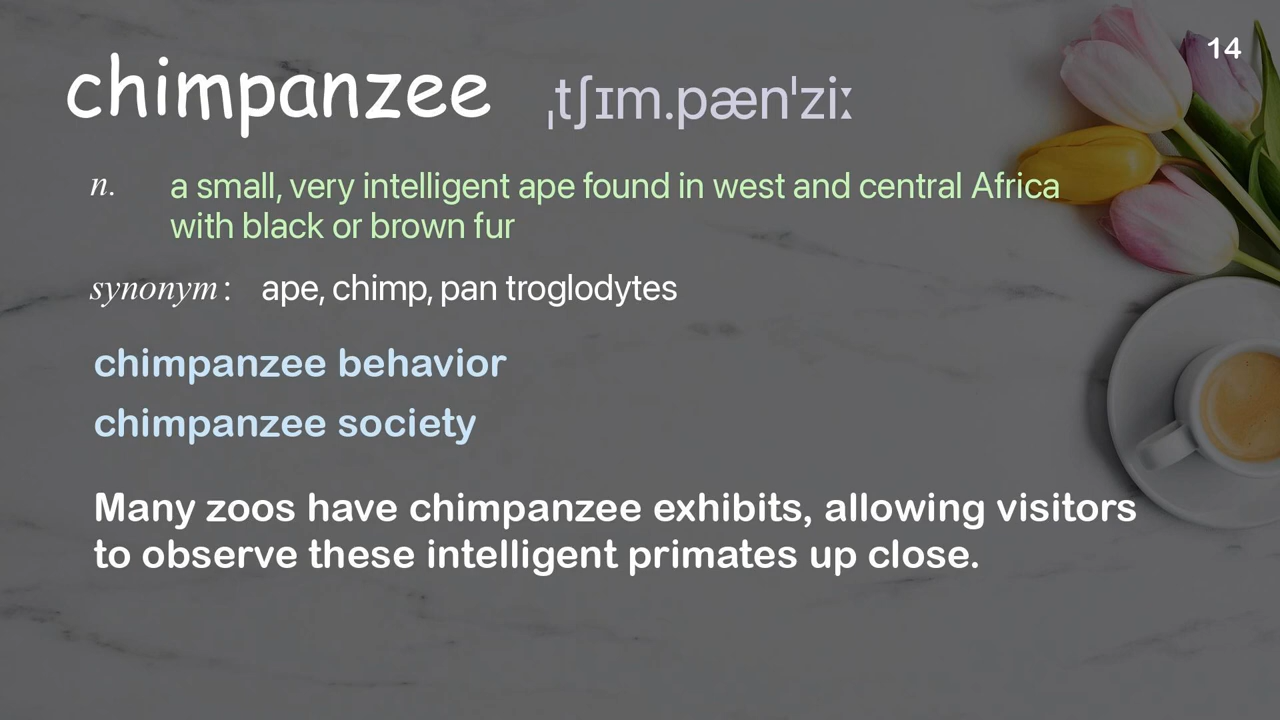 14
chimpanzee ˌtʃɪm.pænˈziː
n. a small, very intelligent ape found in west and central Africa
with black or brown fur
synonym: ape, chimp, pan troglodytes
chimpanzee behavior
chimpanzee society
Many zoos have chimpanzee exhibits, allowing visitors
to observe these intelligent primates up close.